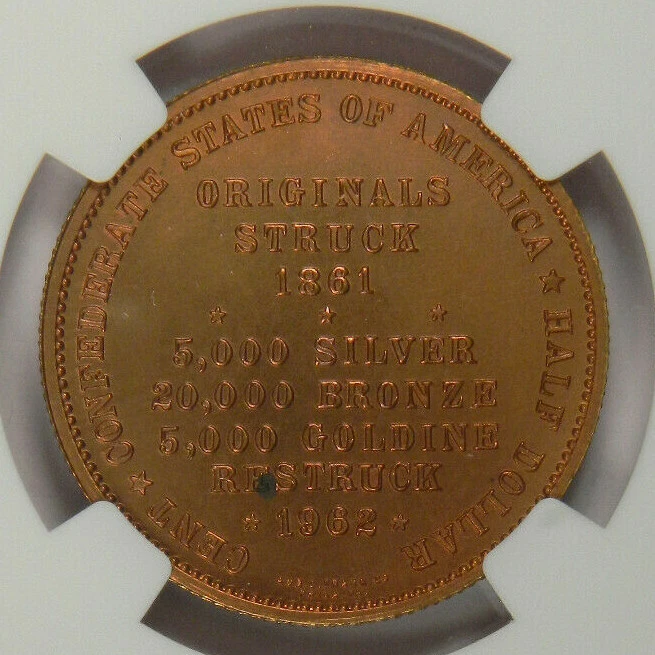 CENT ★ CONFEDERATE STATES OF AMERICA ★ HALF DOLLAR
ORIGINALS
STRUCK
1861
★ ★ ★
5,000 SILVER
20,000 BRONZE
5,000 GOLDINE
RESTRUCK
★ 1962 ★